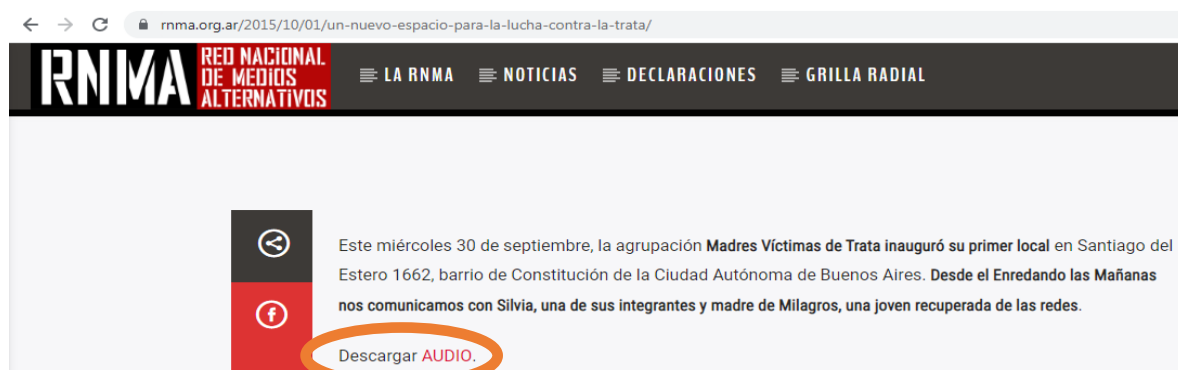 rnma.org.ar/2015/10/01/un-nuevo-espacio-para-la-lucha-contra-la-trata/
RNMA
RED NACIONAL
DE MEDIOS
ALTERNATIVOS
LA RNMA NOTICIAS DECLARACIONES GRILLA RADIAL
Este miércoles 30 de septiembre, la agrupación Madres Víctimas de Trata inauguró su primer local en Santiago del
Estero 1662, barrio de Constitución de la Ciudad Autónoma de Buenos Aires. Desde el Enredando las Mañanas
nos comunicamos con Silvia, una de sus integrantes y madre de Milagros, una joven recuperada de las redes.
Descargar AUDIO.